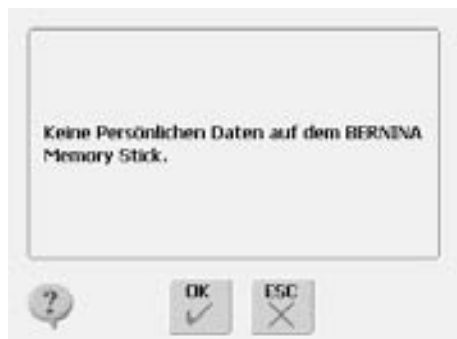 Keine Persönlichen Daten auf dem BERNINA
Memory Stick.
?
OK
ESC